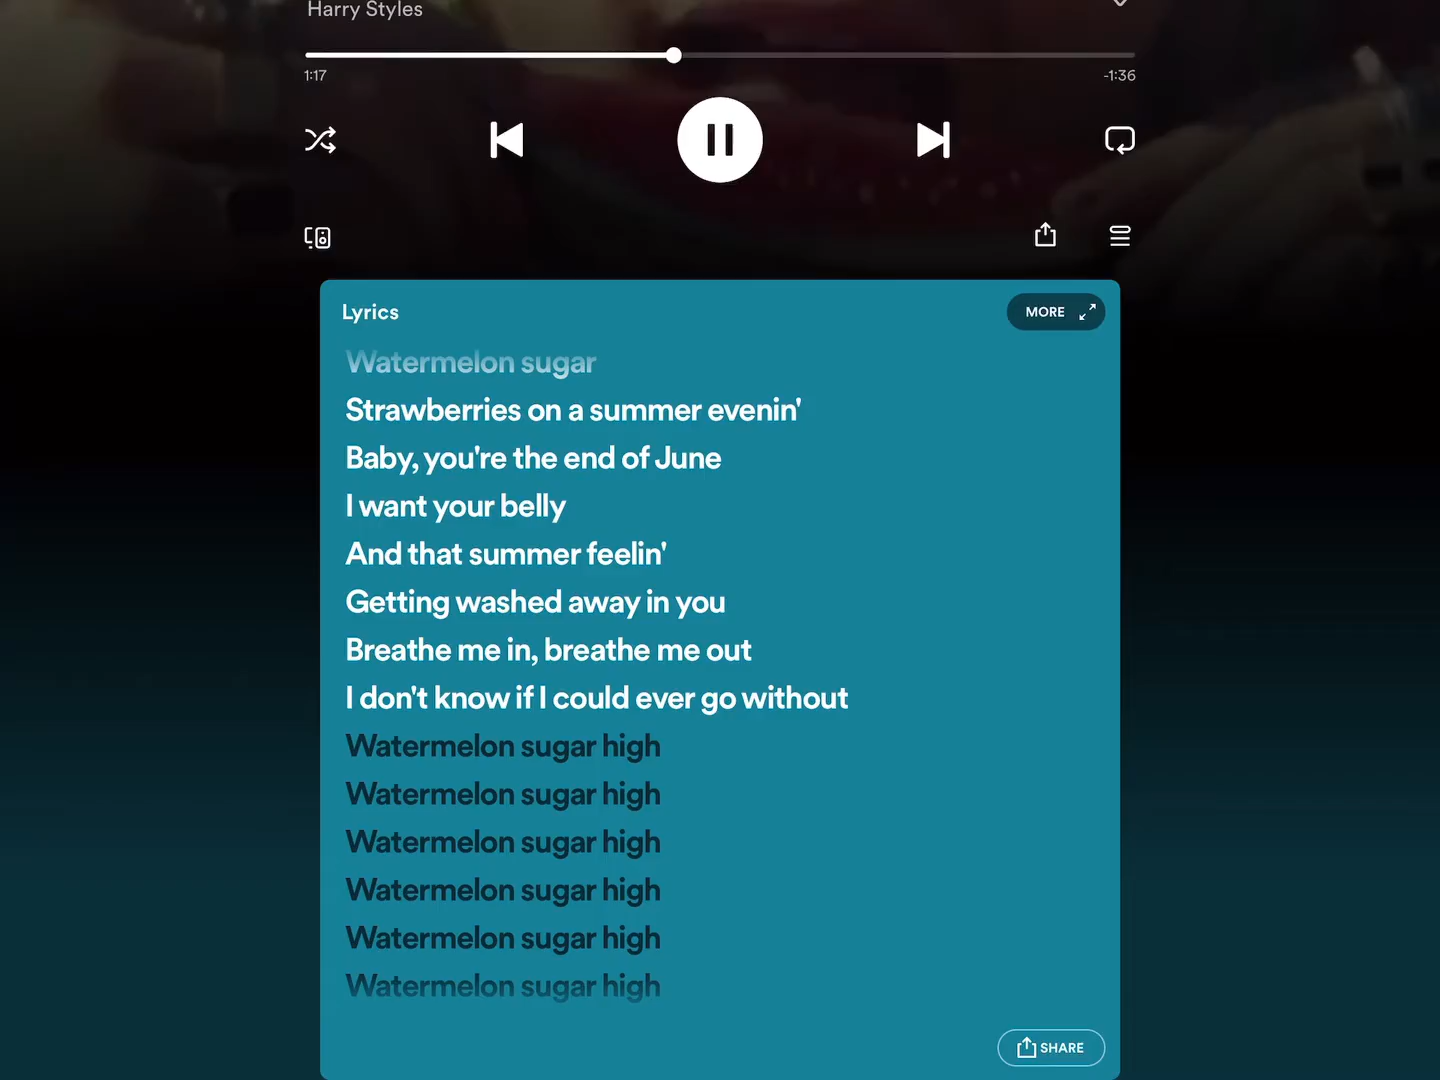 Harry Styles
1:17
-1:36
Lyrics
MORE
Watermelon sugar
Strawberries on a summer evenin'
Baby, you're the end of June
I want your belly
And that summer feelin'
Getting washed away in you
Breathe me in, breathe me out
I don't know if I could ever go without
Watermelon sugar high
Watermelon sugar high
Watermelon sugar high
Watermelon sugar high
Watermelon sugar high
Watermelon sugar high
SHARE